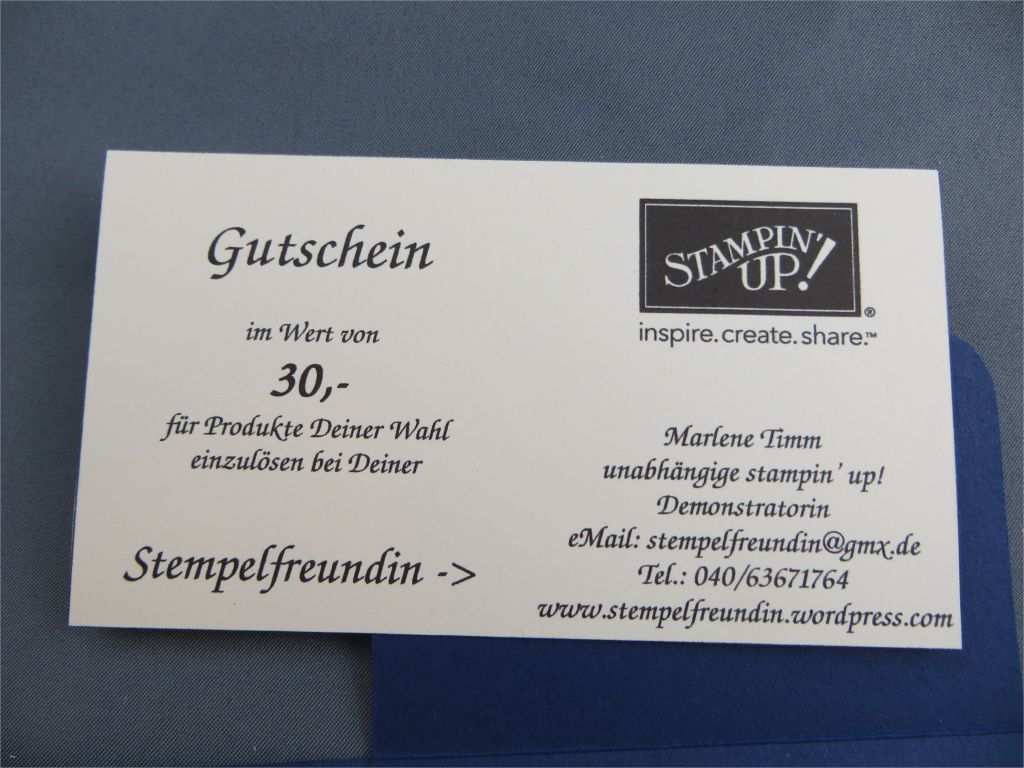 Gutschein
im Wert von
30,-
für Produkte Deiner Wahl
einzulösen bei Deiner
Stempelfreundin ->
STAMPIN'
UP!®
inspire.create.share.™
Marlene Timm
unabhängige stampin' up!
Demonstratorin
eMail: stempelfreundin@gmx.de
Tel.: 040/63671764
www.stempelfreundin.wordpress.com